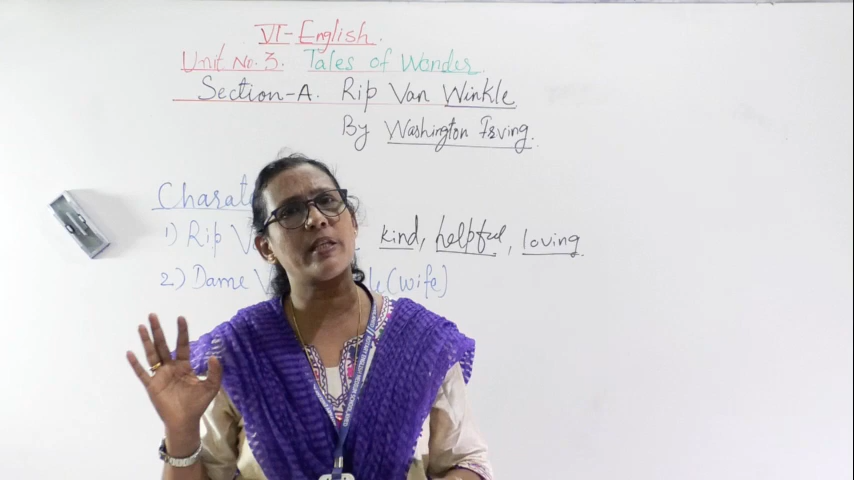 VI-English.
Unit No. 3. Tales of Wonder
Section-A. Rip Van Winkle
By Washington Irving.
1) Rip kind, helpful, loving
2) Dame (wife)